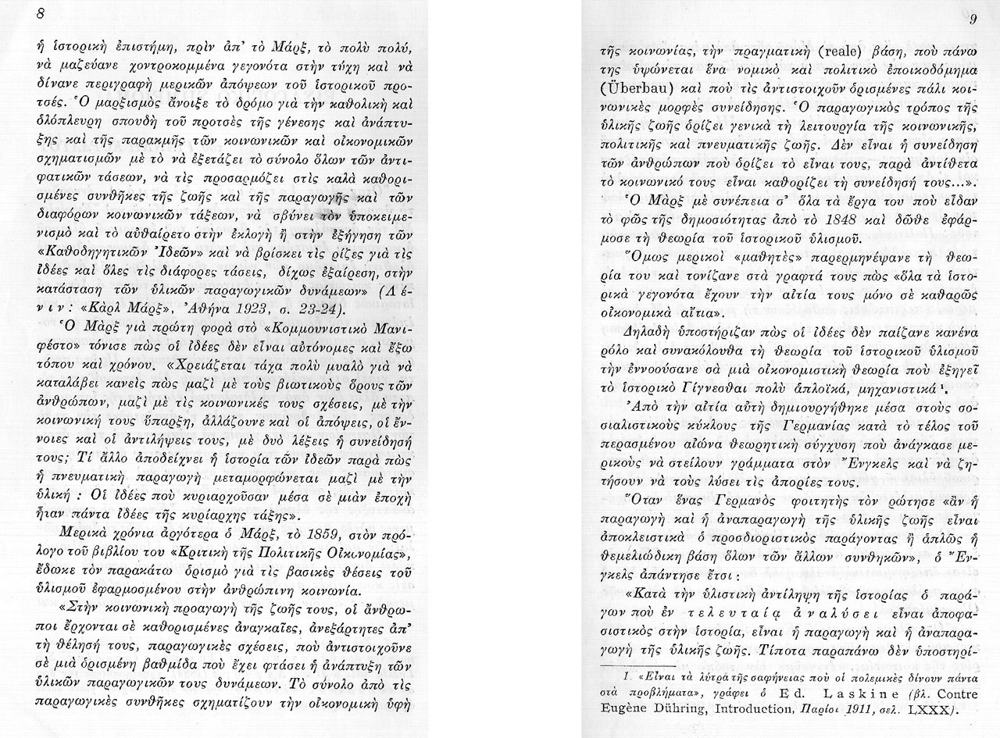 8
ἡ ἱστορικὴ ἐπιστήμη, πρὶν ἀπ' τὸ Μάρξ, τὸ πολὺ πολύ,
νὰ μαζεύανε χοντροκομμένα γεγονότα στὴν τύχη καὶ νὰ
δίνανε περιγραφὴ μερικῶν ἀπόψεων τοῦ ἱστορικοῦ προ-
τσές. Ὁ μαρξισμὸς ἄνοιξε τὸ δρόμο γιὰ τὴν καθολικὴ καὶ
ὁλόπλευρη σπουδὴ τοῦ προτσὲς τῆς γένεσης καὶ ἀνάπτυ-
ξης καὶ τῆς παρακμῆς τῶν κοινωνικῶν καὶ οἰκονομικῶν
σχηματισμῶν μὲ τὸ νὰ ἐξετάζει τὸ σύνολο ὅλων τῶν ἀντι-
φατικῶν τάσεων, νὰ τὶς προσαρμόζει στὶς καλὰ καθορι-
σμένες συνθῆκες τῆς ζωῆς καὶ τῆς παραγωγῆς καὶ τῶν
διαφόρων κοινωνικῶν τάξεων, νὰ σβύνει τὸν ὑποκειμε-
νισμὸ καὶ τὸ αὐθαίρετο στὴν ἐκλογὴ ἢ στὴν ἐξήγηση τῶν
«Καθοδηγητικῶν Ἰδεῶν» καὶ νὰ βρίσκει τὶς ρίζες γιὰ τὶς
ἰδέες καὶ ὅλες τὶς διάφορες τάσεις, δίχως ἐξαίρεση, στὴν
κατάσταση τῶν ὑλικῶν παραγωγικῶν δυνάμεων» (Λέ-
νιν: «Κὰρλ Μάρξ», Ἀθήνα 1923, σ. 23-24).
Ὁ Μὰρξ γιὰ πρώτη φορὰ στὸ «Κομμουνιστικὸ Μανι-
φέστο» τόνισε πὼς οἱ ἰδέες δὲν εἶναι αὐτόνομες καὶ ἔξω
τόπου καὶ χρόνου. «Χρειάζεται τάχα πολὺ μυαλὸ γιὰ νὰ
καταλάβει κανεὶς πὼς μαζὶ μὲ τοὺς βιωτικοὺς ὅρους τῶν
ἀνθρώπων, μαζὶ μὲ τὶς κοινωνικές τους σχέσεις, μὲ τὴν
κοινωνική τους ὕπαρξη, ἀλλάζουνε καὶ οἱ ἀπόψεις, οἱ ἔν-
νοιες καὶ οἱ ἀντιλήψεις τους, μὲ δυὸ λέξεις ἡ συνείδησή
τους; Τί ἄλλο ἀποδείχνει ἡ ἱστορία τῶν ἰδεῶν παρὰ πὼς
ἡ πνευματικὴ παραγωγὴ μεταμορφώνεται μαζὶ μὲ τὴν
ὑλική : Οἱ ἰδέες ποὺ κυριαρχοῦσαν μέσα σὲ μιὰν ἐποχὴ
ἦταν πάντα ἰδέες τῆς κυρίαρχης τάξης».
Μερικὰ χρόνια ἀργότερα ὁ Μάρξ, τὸ 1859, στὸν πρό-
λογο τοῦ βιβλίου του «Κριτικὴ τῆς Πολιτικῆς Οἰκονομίας»,
ἔδωκε τὸν παρακάτω ὁρισμὸ γιὰ τὶς βασικὲς θέσεις τοῦ
ὑλισμοῦ ἐφαρμοσμένου στὴν ἀνθρώπινη κοινωνία.
«Στὴν κοινωνικὴ προαγωγὴ τῆς ζωῆς τους, οἱ ἄνθρω-
ποι ἔρχονται σὲ καθορισμένες ἀναγκαῖες, ἀνεξάρτητες ἀπ'
τὴ θέλησή τους, παραγωγικὲς σχέσεις, ποὺ ἀντιστοιχοῦνε
σὲ μιὰ ὁρισμένη βαθμίδα ποὺ ἔχει φτάσει ἡ ἀνάπτυξη τῶν
ὑλικῶν παραγωγικῶν τους δυνάμεων. Τὸ σύνολο ἀπὸ τὶς
παραγωγικὲς συνθῆκες σχηματίζουν τὴν οἰκονομικὴ ὑφὴ
9
τῆς κοινωνίας, τὴν πραγματικὴ (reale) βάση, ποὺ πάνω
της ὑψώνεται ἕνα νομικὸ καὶ πολιτικὸ ἐποικοδόμημα
(Überbau) καὶ ποὺ τὶς ἀντιστοιχοῦν ὁρισμένες πάλι κοι-
νωνικὲς μορφὲς συνείδησης. Ὁ παραγωγικὸς τρόπος τῆς
ὑλικῆς ζωῆς ὁρίζει γενικὰ τὴ λειτουργία τῆς κοινωνικῆς,
πολιτικῆς καὶ πνευματικῆς ζωῆς. Δὲν εἶναι ἡ συνείδηση
τῶν ἀνθρώπων ποὺ ὁρίζει τὸ εἶναι τους, παρὰ ἀντίθετα
τὸ κοινωνικό τους εἶναι καθορίζει τὴ συνείδησή τους...».
Ὁ Μὰρξ μὲ συνέπεια σ' ὅλα τὰ ἔργα του ποὺ εἶδαν
τὸ φῶς τῆς δημοσιότητας ἀπὸ τὸ 1848 καὶ δῶθε ἐφάρ-
μοσε τὴ θεωρία τοῦ ἱστορικοῦ ὑλισμοῦ.
Ὅμως μερικοὶ «μαθητὲς» παρερμηνέψανε τὴ θεω-
ρία του καὶ τονίζανε στὰ γραφτά τους πὼς «ὅλα τὰ ἱστο-
ρικὰ γεγονότα ἔχουν τὴν αἰτία τους μόνο σὲ καθαρῶς
οἰκονομικὰ αἴτια».
Δηλαδὴ ὑποστήριζαν πὼς οἱ ἰδέες δὲν παίζανε κανένα
ρόλο καὶ συνακόλουθα τὴ θεωρία τοῦ ἱστορικοῦ ὑλισμοῦ
τὴν ἐννοούσανε σὰ μιὰ οἰκονομιστικὴ θεωρία ποὺ ἐξηγεῖ
τὸ ἱστορικὸ Γίγνεσθαι πολὺ ἁπλοϊκά, μηχανιστικά ¹.
Ἀπὸ τὴν αἰτία αὐτὴ δημιουργήθηκε μέσα στοὺς σο-
σιαλιστικοὺς κύκλους τῆς Γερμανίας κατὰ τὸ τέλος τοῦ
περασμένου αἰώνα θεωρητικὴ σύγχυση ποὺ ἀνάγκασε με-
ρικοὺς νὰ στείλουν γράμματα στὸν Ἔνγκελς καὶ νὰ ζη-
τήσουν νὰ τοὺς λύσει τὶς ἀπορίες τους.
Ὅταν ἕνας Γερμανὸς φοιτητὴς τὸν ρώτησε «ἂν ἡ
παραγωγὴ καὶ ἡ ἀναπαραγωγὴ τῆς ὑλικῆς ζωῆς εἶναι
ἀποκλειστικὰ ὁ προσδιοριστικὸς παράγοντας ἢ ἁπλῶς ἡ
θεμελιώδικη βάση ὅλων τῶν ἄλλων συνθηκῶν», ὁ Ἔν-
γκελς ἀπάντησε ἔτσι :
«Κατὰ τὴν ὑλιστικὴ ἀντίληψη τῆς ἱστορίας ὁ παρά-
γων ποὺ ἐν τελευταίᾳ ἀναλύσει εἶναι ἀποφα-
σιστικὸς στὴν ἱστορία, εἶναι ἡ παραγωγὴ καὶ ἡ ἀναπαρα-
γωγὴ τῆς ὑλικῆς ζωῆς. Τίποτα παραπάνω δὲν ὑποστηρί-
1. «Εἶναι τὰ λύτρα τῆς σαφήνειας ποὺ οἱ πολεμικὲς δίνουν πάντα
στὰ προβλήματα», γράφει ὁ Ed. Laskine (βλ. Contre
Eugène Dühring, Introduction, Παρίσι 1911, σελ. LXXX).